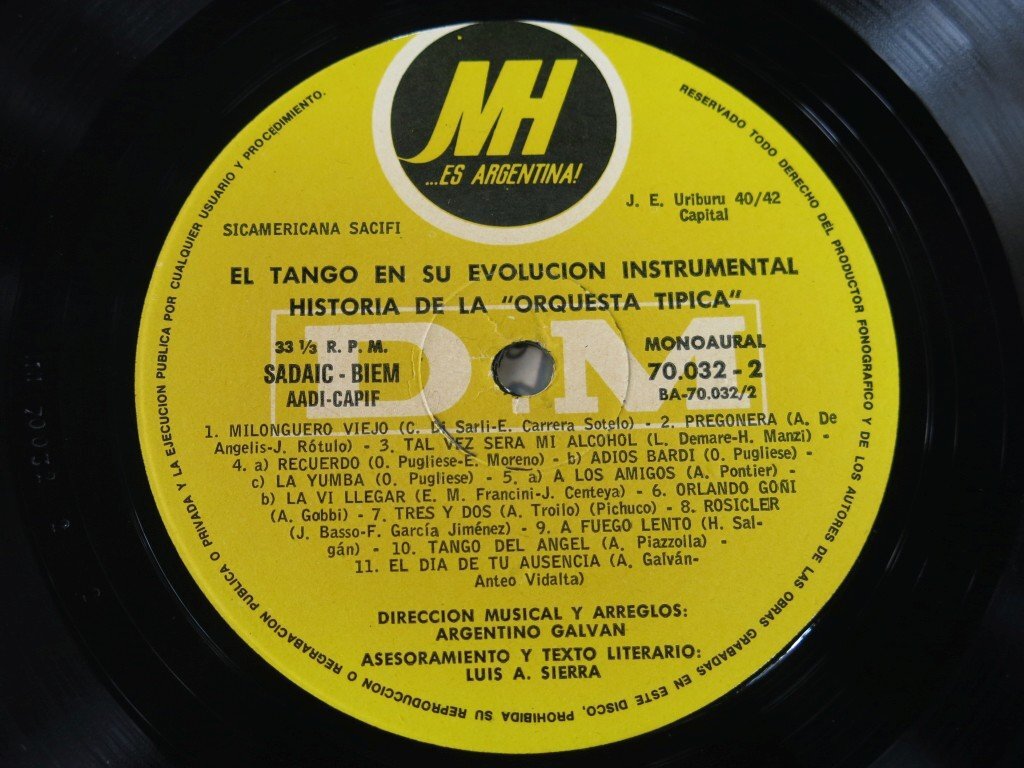 MH
...ES ARGENTINA!
SICAMERICANA SACIFI
J. E. Uriburu 40/42
Capital
EL TANGO EN SU EVOLUCION INSTRUMENTAL
HISTORIA DE LA "ORQUESTA TIPICA"
D.M
33 1/3 R. P. M.
SADAIC - BIEM
AADI-CAPIF
MONOAURAL
70.032 - 2
BA-70.032/2
1. MILONGUERO VIEJO (C. Di Sarli-E. Carrera Sotelo) - 2. PREGONERA (A. De
Angelis-J. Rótulo) - 3. TAL VEZ SERA MI ALCOHOL (L. Demare-H. Manzi) -
4. a) RECUERDO (O. Pugliese-E. Moreno) - b) ADIOS BARDI (O. Pugliese) -
c) LA YUMBA (O. Pugliese) - 5. a) A LOS AMIGOS (A. Pontier) -
b) LA VI LLEGAR (E. M. Francini-J. Centeya) - 6. ORLANDO GOÑI
(A. Gobbi) - 7. TRES Y DOS (A. Troilo) (Pichuco) - 8. ROSICLER
(J. Basso-F. García Jiménez) - 9. A FUEGO LENTO (H. Sal-
gán) - 10. TANGO DEL ANGEL (A. Piazzolla) -
11. EL DIA DE TU AUSENCIA (A. Galván-
Anteo Vidalta)
DIRECCION MUSICAL Y ARREGLOS:
ARGENTINO GALVAN
ASESORAMIENTO Y TEXTO LITERARIO:
LUIS A. SIERRA
RESERVADO TODO DERECHO DEL PRODUCTOR FONOGRAFICO Y DE LOS AUTORES DE LAS OBRAS GRABADAS EN ESTE DISCO, PROHIBIDA SU REPRODUCCION O REGRABACION PUBLICA O PRIVADA Y LA EJECUCION PUBLICA POR CUALQUIER USUARIO Y PROCEDIMIENTO.